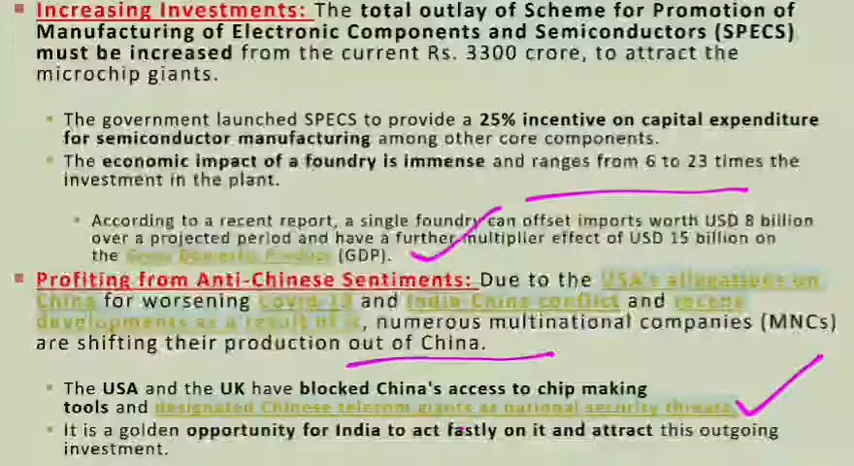 Increasing Investments: The total outlay of Scheme for Promotion of
Manufacturing of Electronic Components and Semiconductors (SPECS)
must be increased from the current Rs. 3300 crore, to attract the
microchip giants.
The government launched SPECS to provide a 25% incentive on capital expenditure
for semiconductor manufacturing among other core components.
The economic impact of a foundry is immense and ranges from 6 to 23 times the
investment in the plant.
According to a recent report, a single foundry can offset imports worth USD 8 billion
over a projected period and have a further multiplier effect of USD 15 billion on
the Gross Domestic Product (GDP).
Profiting from Anti-Chinese Sentiments: Due to the USA's allegations on
China for worsening Covid-19 and India-China conflict and recent
developments as a result of it, numerous multinational companies (MNCs)
are shifting their production out of China.
The USA and the UK have blocked China's access to chip making
tools and designated Chinese telecom giants as national security threats.
It is a golden opportunity for India to act fastly on it and attract this outgoing
investment.